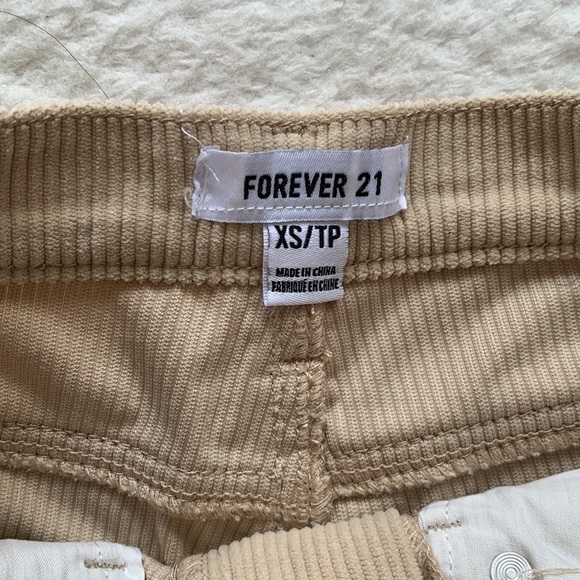 FOREVER 21
XS/TP
MADE IN CHINA
FABRIQUÉ EN CHINE